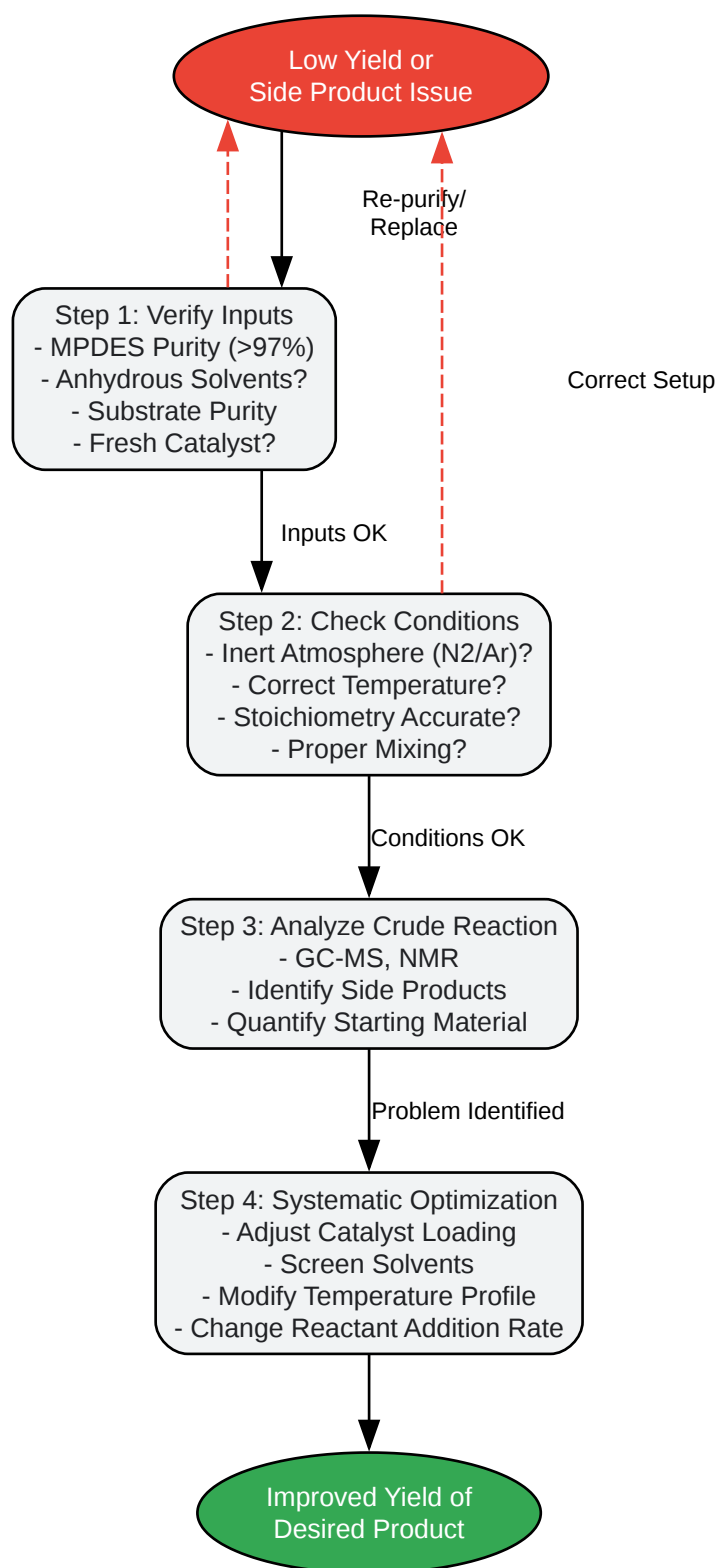 Low Yield or
Side Product Issue
Re-purify/
Replace
Step 1: Verify Inputs
- MPDES Purity (>97%)
- Anhydrous Solvents?
- Substrate Purity
- Fresh Catalyst?
Correct Setup
Inputs OK
Step 2: Check Conditions
- Inert Atmosphere (N2/Ar)?
- Correct Temperature?
- Stoichiometry Accurate?
- Proper Mixing?
Conditions OK
Step 3: Analyze Crude Reaction
- GC-MS, NMR
- Identify Side Products
- Quantify Starting Material
Problem Identified
Step 4: Systematic Optimization
- Adjust Catalyst Loading
- Screen Solvents
- Modify Temperature Profile
- Change Reactant Addition Rate
Improved Yield of
Desired Product